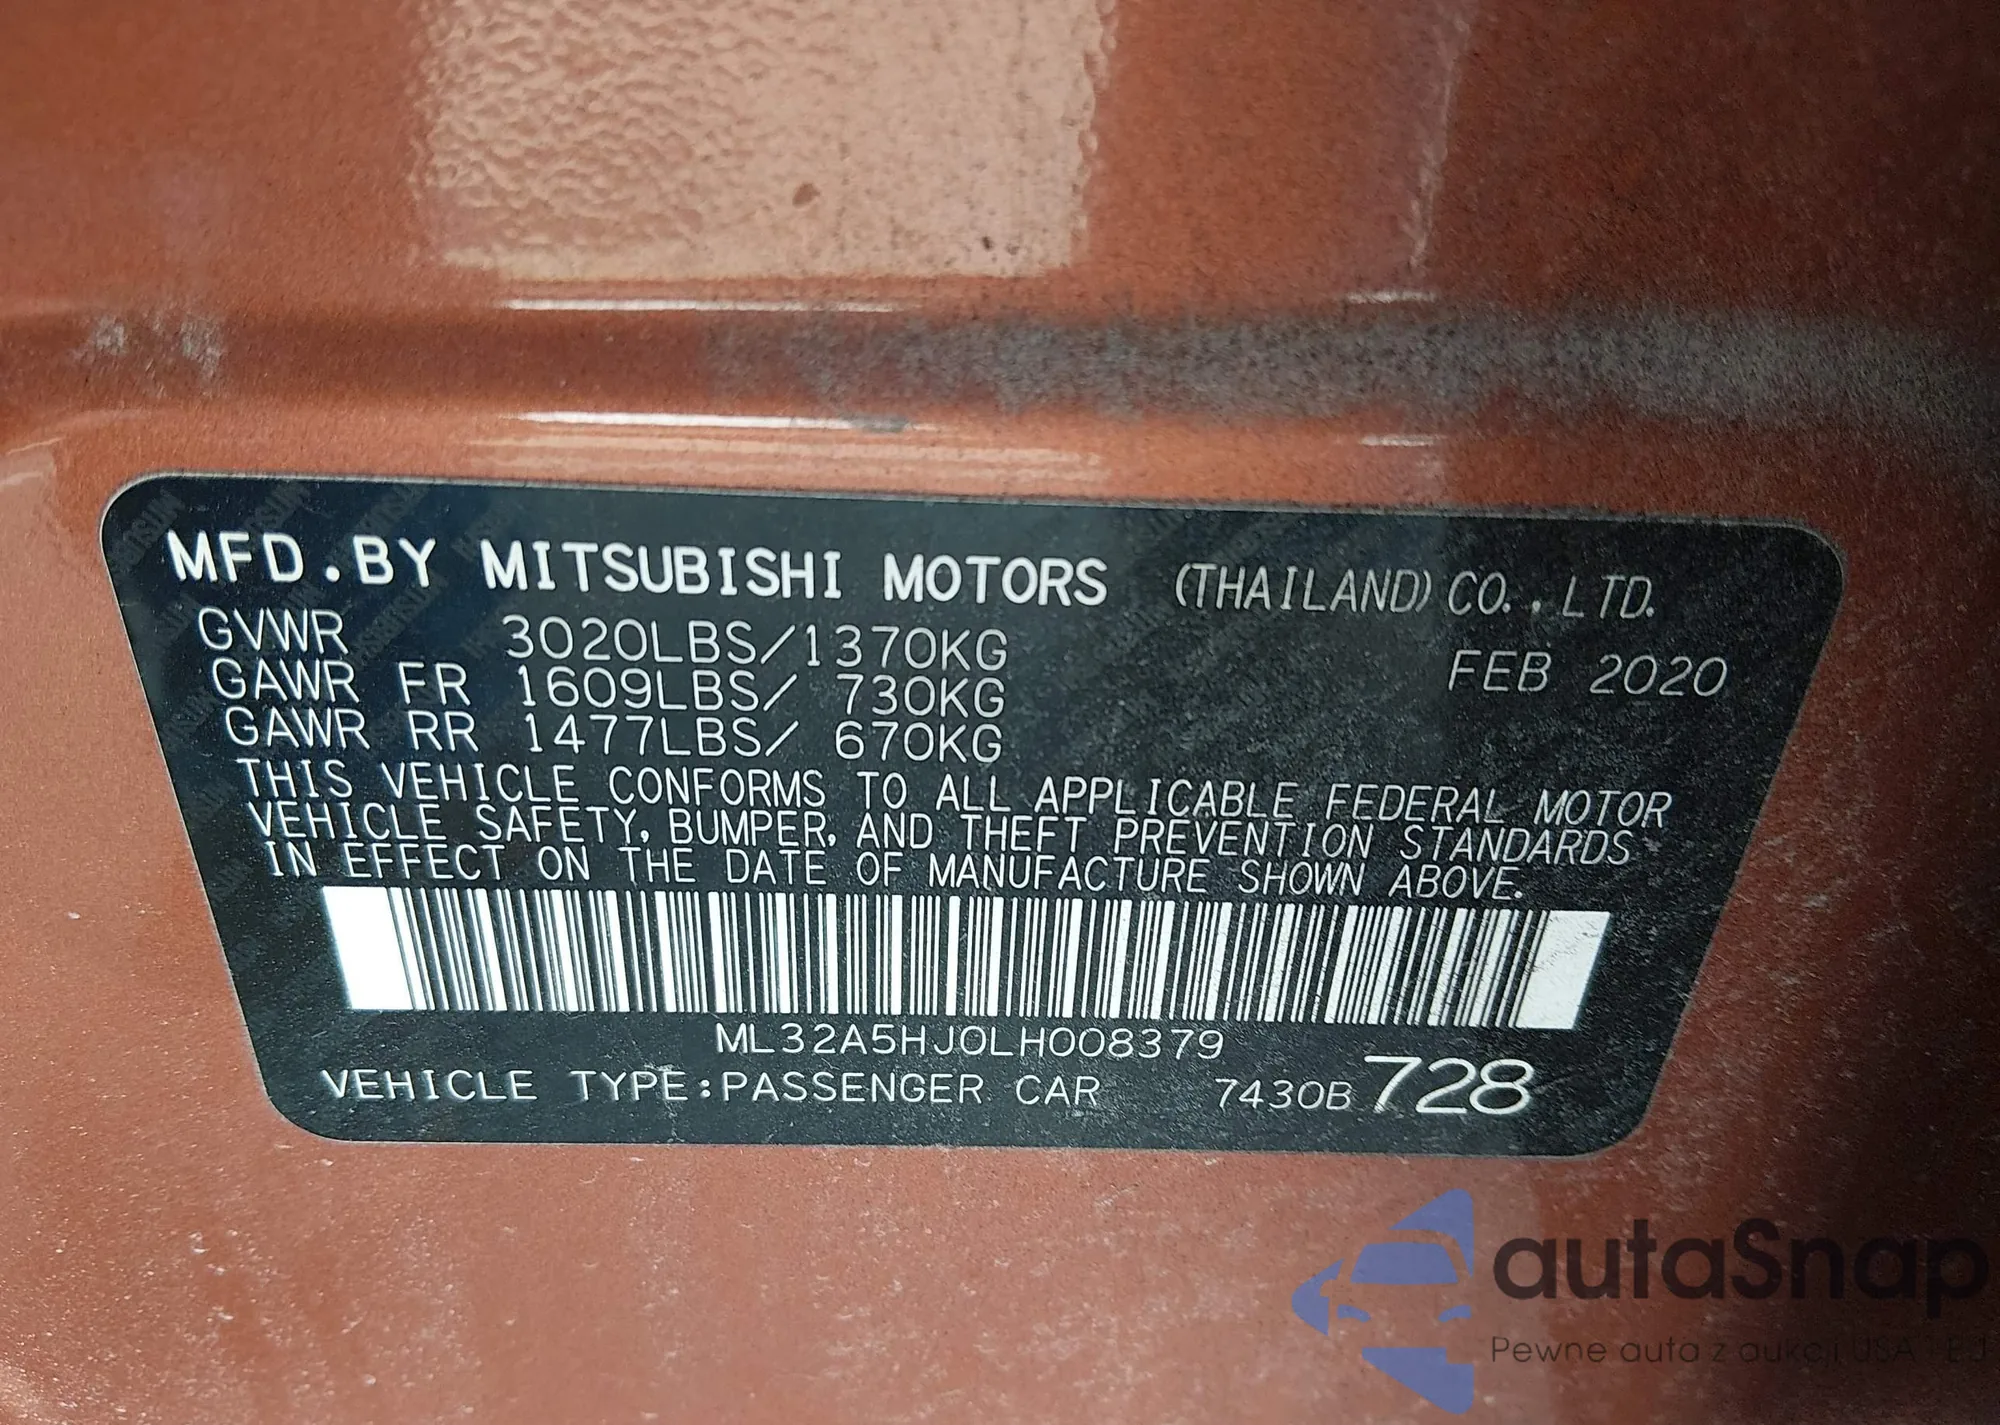 MFD.BY MITSUBISHI MOTORS (THAILAND) CO.,LTD.
GVWR 3020LBS/1370KG
FEB 2020
GAWR FR 1609LBS/ 730KG
GAWR RR 1477LBS/ 670KG
THIS VEHICLE CONFORMS TO ALL APPLICABLE FEDERAL MOTOR
VEHICLE SAFETY, BUMPER, AND THEFT PREVENTION STANDARDS
IN EFFECT ON THE DATE OF MANUFACTURE SHOWN ABOVE.
ML32A5HJ0LH008379
VEHICLE TYPE:PASSENGER CAR 7430B 728
autaSnap
Pewne auta z aukcji USA i EU